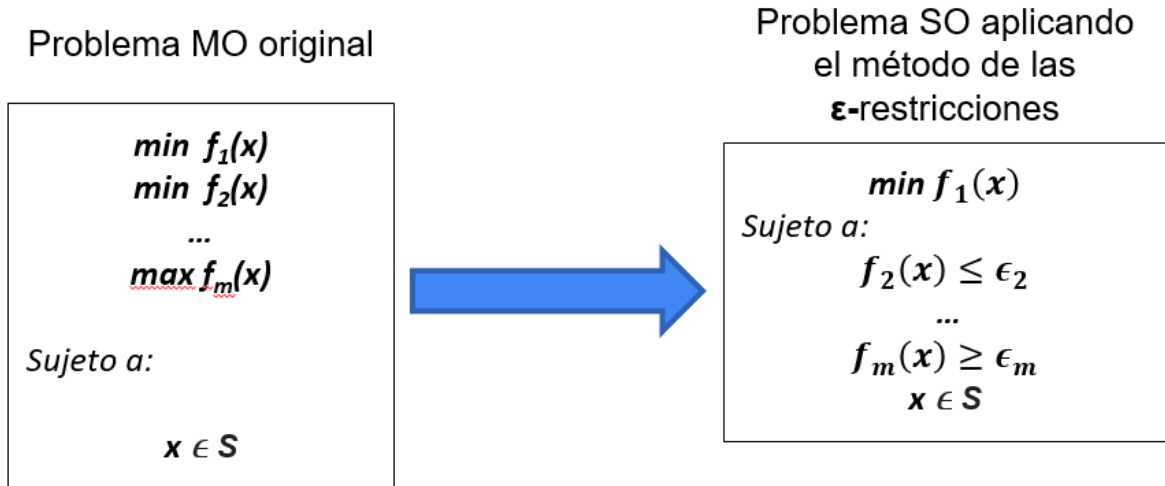 Problema MO original
min f₁(x)
min f₂(x)
...
max fₘ(x)
Sujeto a:
x ϵ S
Problema SO aplicando
el método de las
ε-restricciones
min f₁(x)
Sujeto a:
f₂(x) ≤ ϵ₂
...
fₘ(x) ≥ ϵₘ
x ϵ S